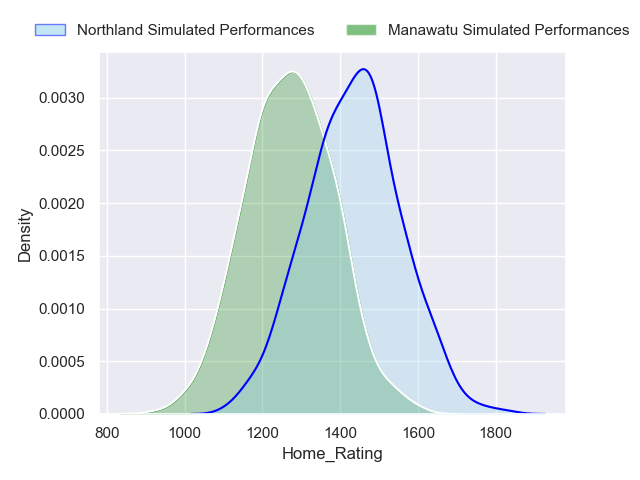 Northland Simulated Performances
Manawatu Simulated Performances
0.0030
0.0025
0.0020
0.0015
0.0010
0.0005
0.0000
Density
800 1000 1200 1400 1600 1800
Home_Rating